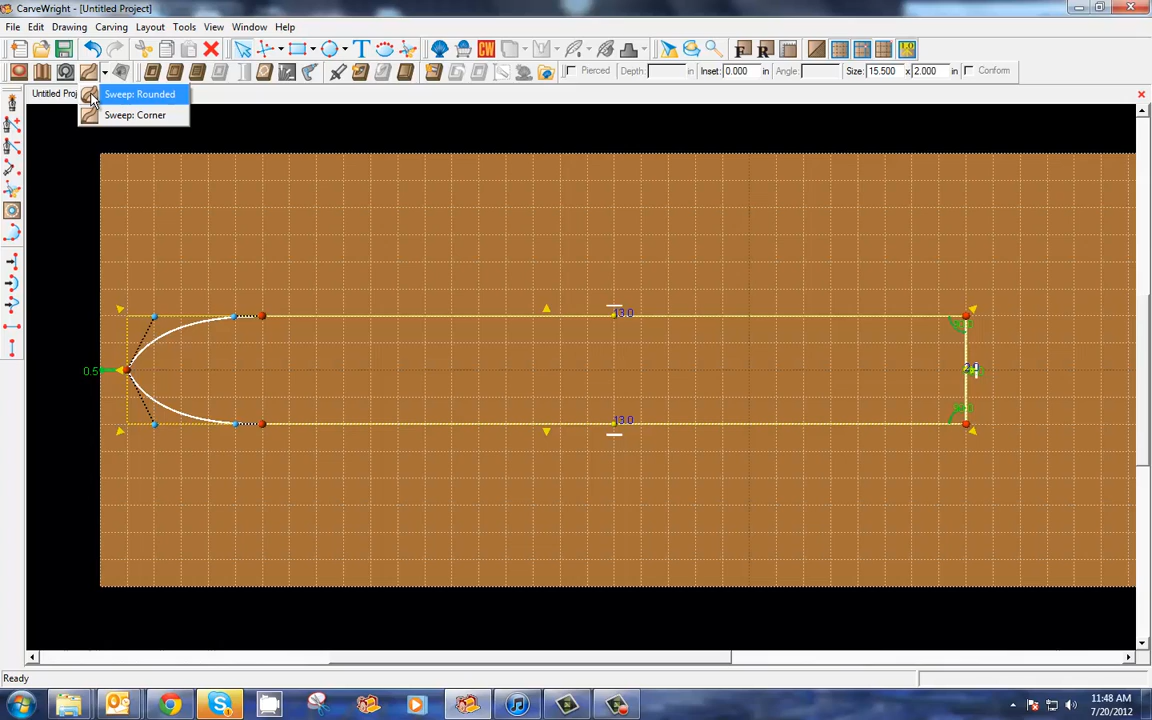 CarveWright - [Untitled Project]
File Edit Drawing Carving Layout Tools View Window Help
T CW F R
Pierced Depth: in Inset: 0.000 in Angle: Size: 15.500 x 2.000 in Conform
Untitled Proj
Sweep: Rounded
Sweep: Corner
13.0
0.5
13.0
Ready
11:48 AM
7/20/2012